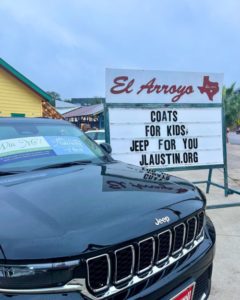 El Arroyo
COATS
FOR KIDS,
JEEP FOR YOU
JLAUSTIN.ORG
Jeep